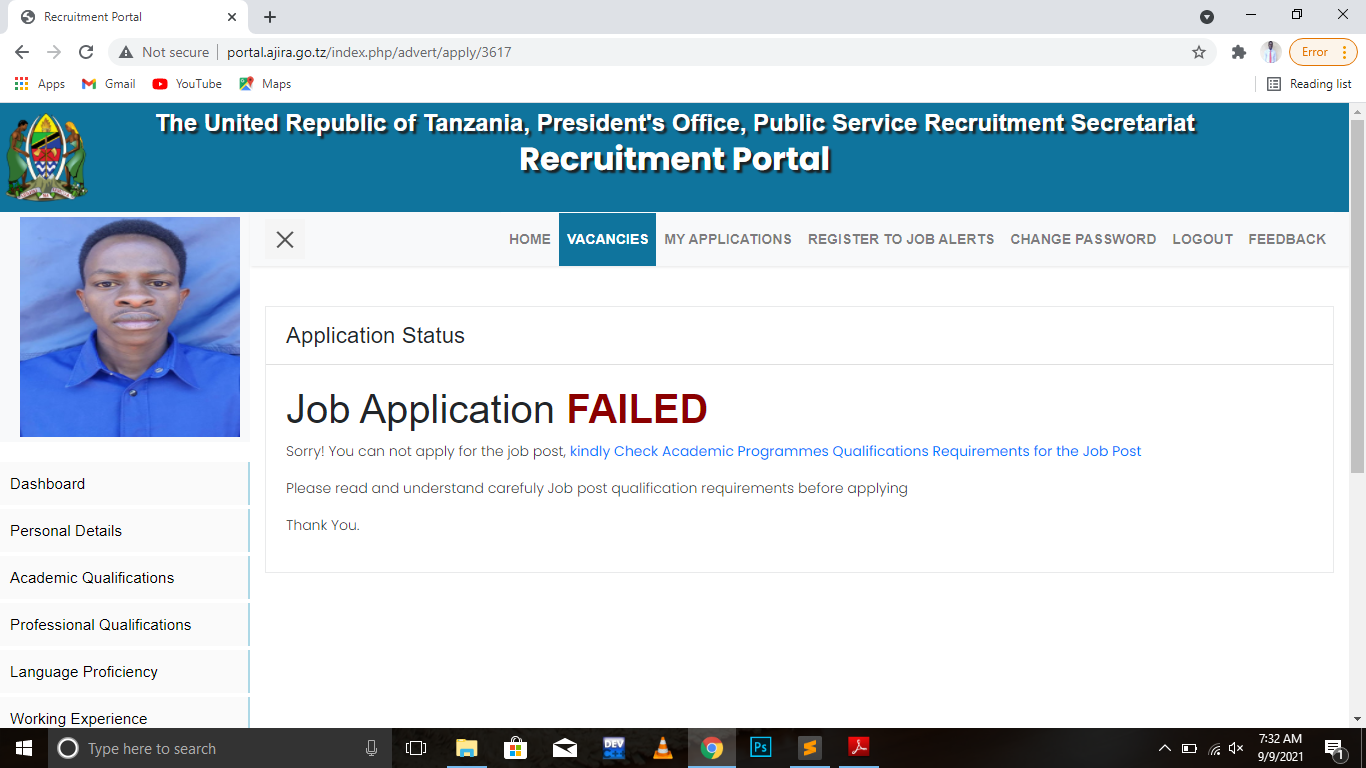 Recruitment Portal
Not secure
portal.ajira.go.tz/index.php/advert/apply/3617
Error
Apps
Gmail
YouTube
Maps
Reading list
The United Republic of Tanzania, President's Office, Public Service Recruitment Secretariat
Recruitment Portal
HOME
VACANCIES
MY APPLICATIONS
REGISTER TO JOB ALERTS
CHANGE PASSWORD
LOGOUT
FEEDBACK
Application Status
Job Application FAILED
Sorry! You can not apply for the job post, kindly Check Academic Programmes Qualifications Requirements for the Job Post
Please read and understand carefuly Job post qualification requirements before applying
Thank You.
Dashboard
Personal Details
Academic Qualifications
Professional Qualifications
Language Proficiency
Working Experience
Type here to search
DEV
Ps
7:32 AM
9/9/2021
1